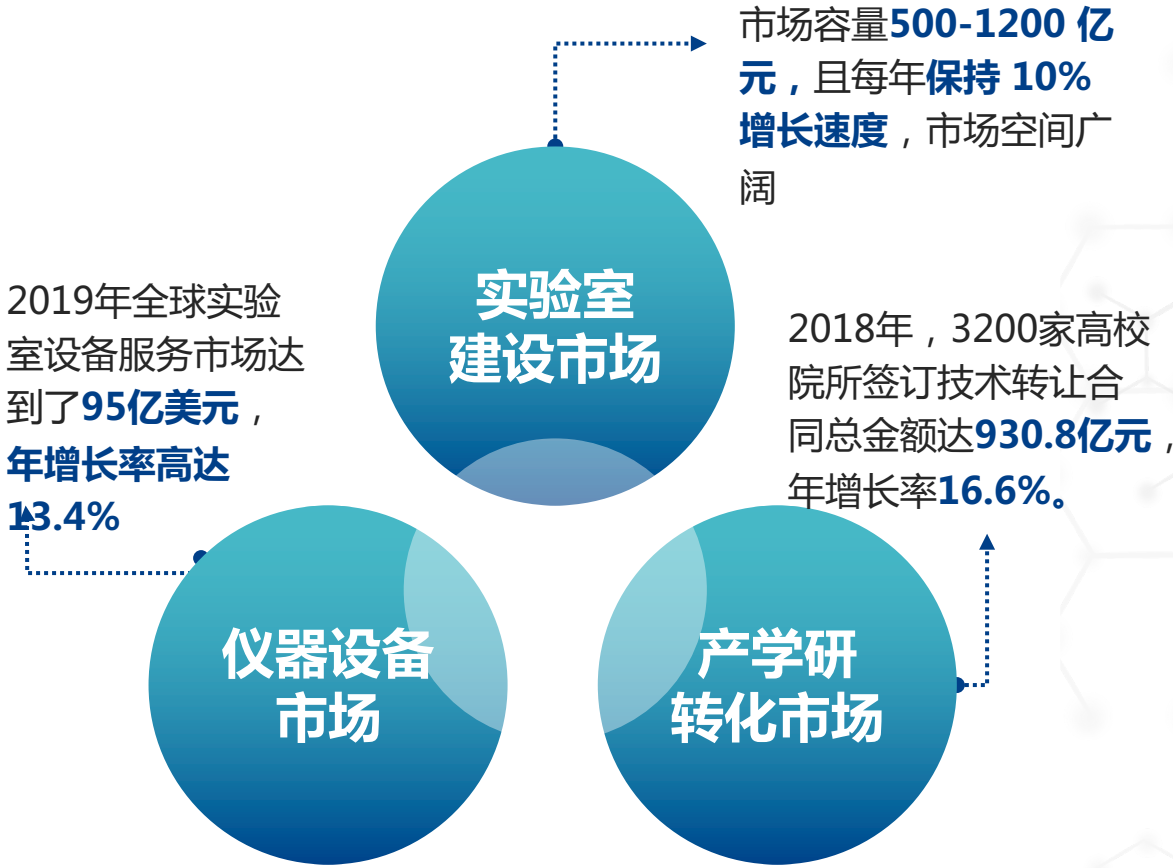 市场容量500-1200 亿
元，且每年保持 10%
增长速度，市场空间广
阔
实验室
建设市场
2019年全球实验
室设备服务市场达
到了95亿美元，
年增长率高达
13.4%
2018年，3200家高校
院所签订技术转让合
同总金额达930.8亿元，
年增长率16.6%。
仪器设备
市场
产学研
转化市场